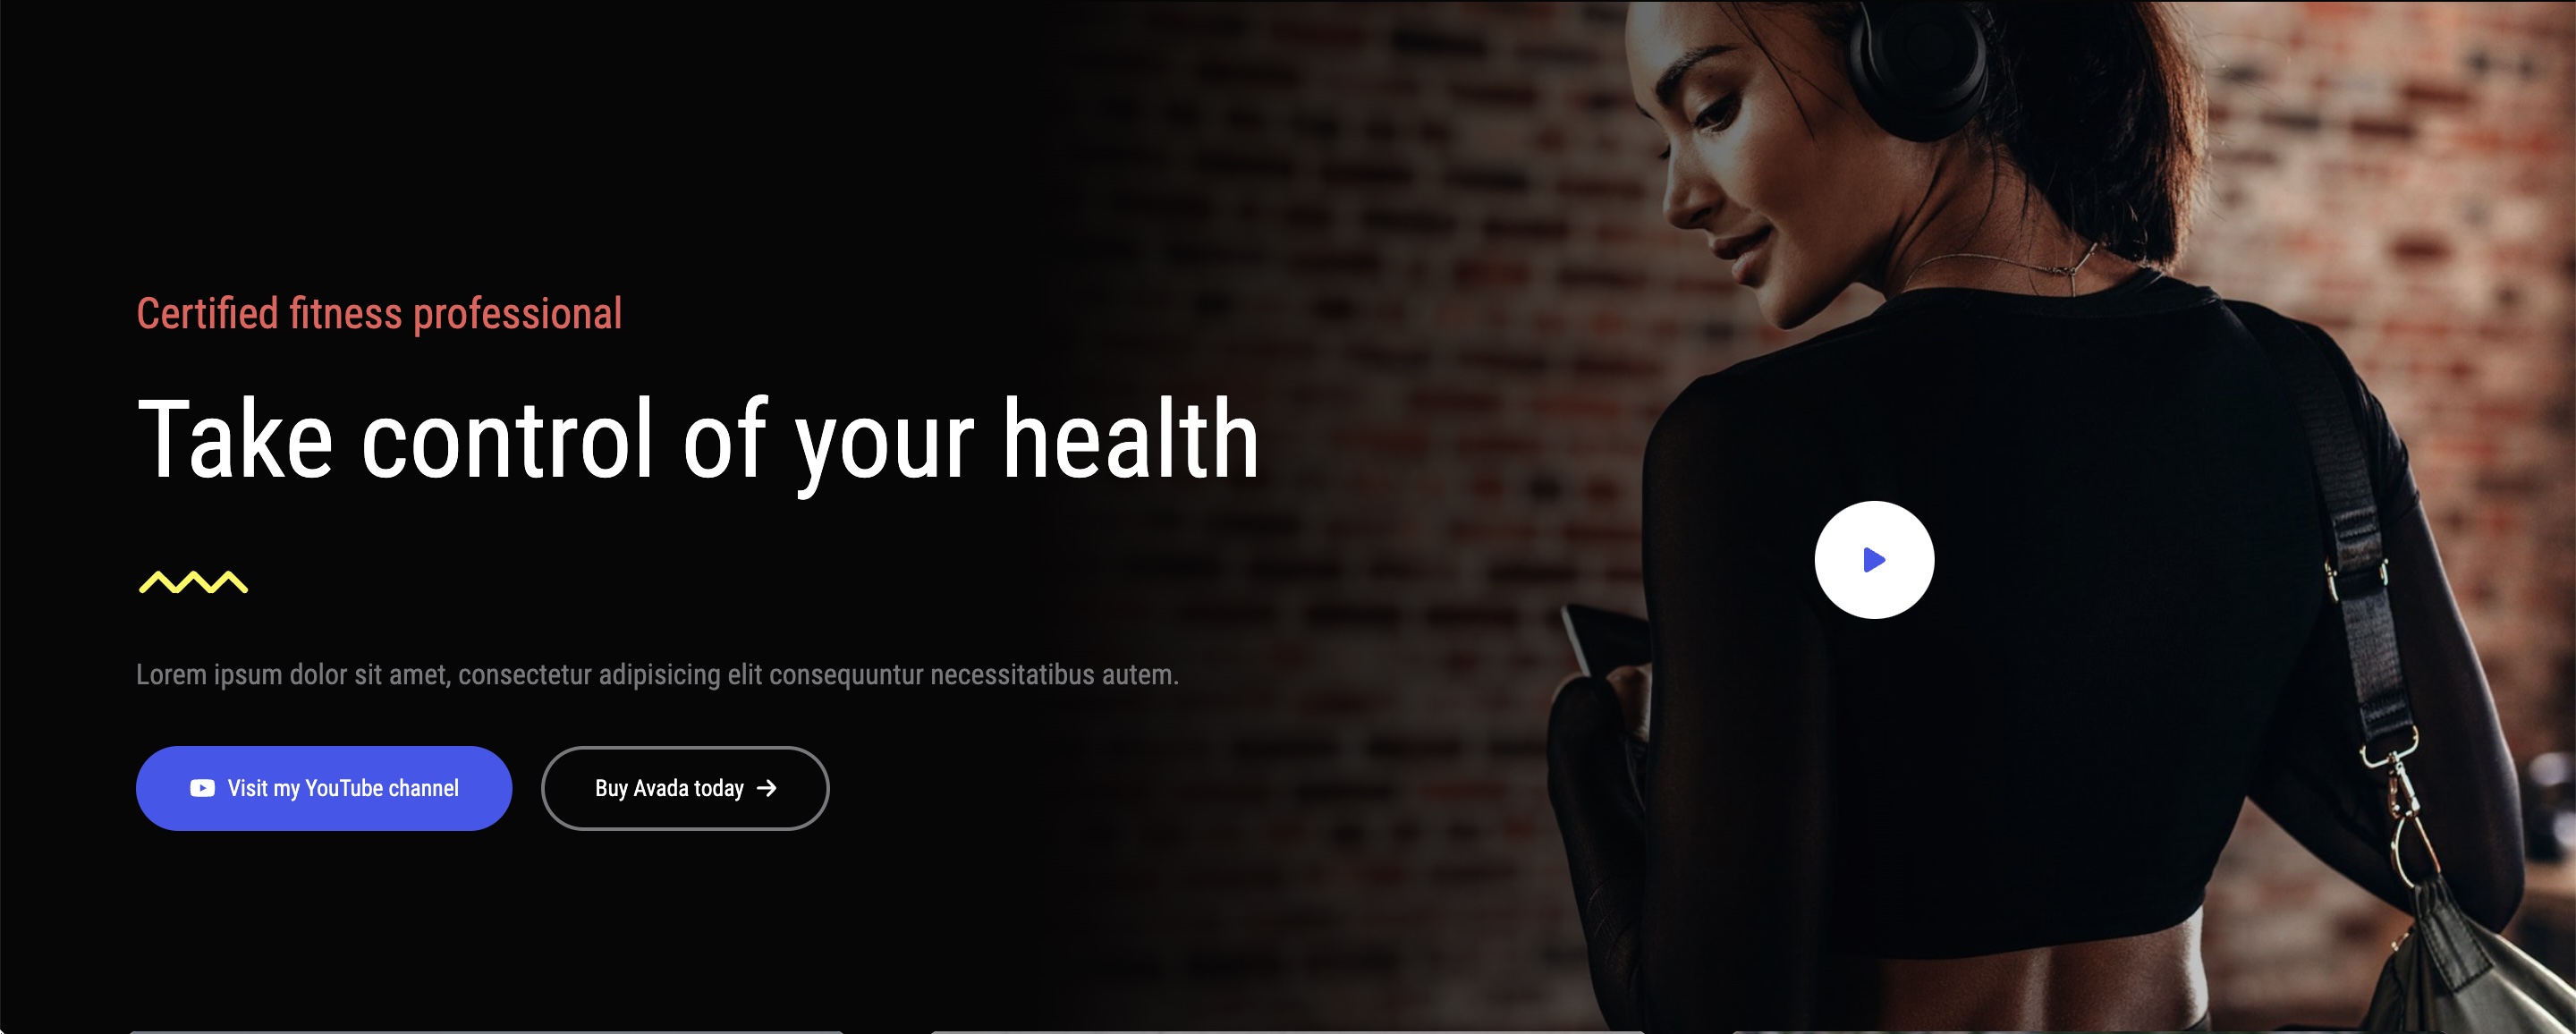 Certified fitness professional
Take control of your health
Lorem ipsum dolor sit amet, consectetur adipisicing elit consequuntur necessitatibus autem.
Visit my YouTube channel
Buy Avada today